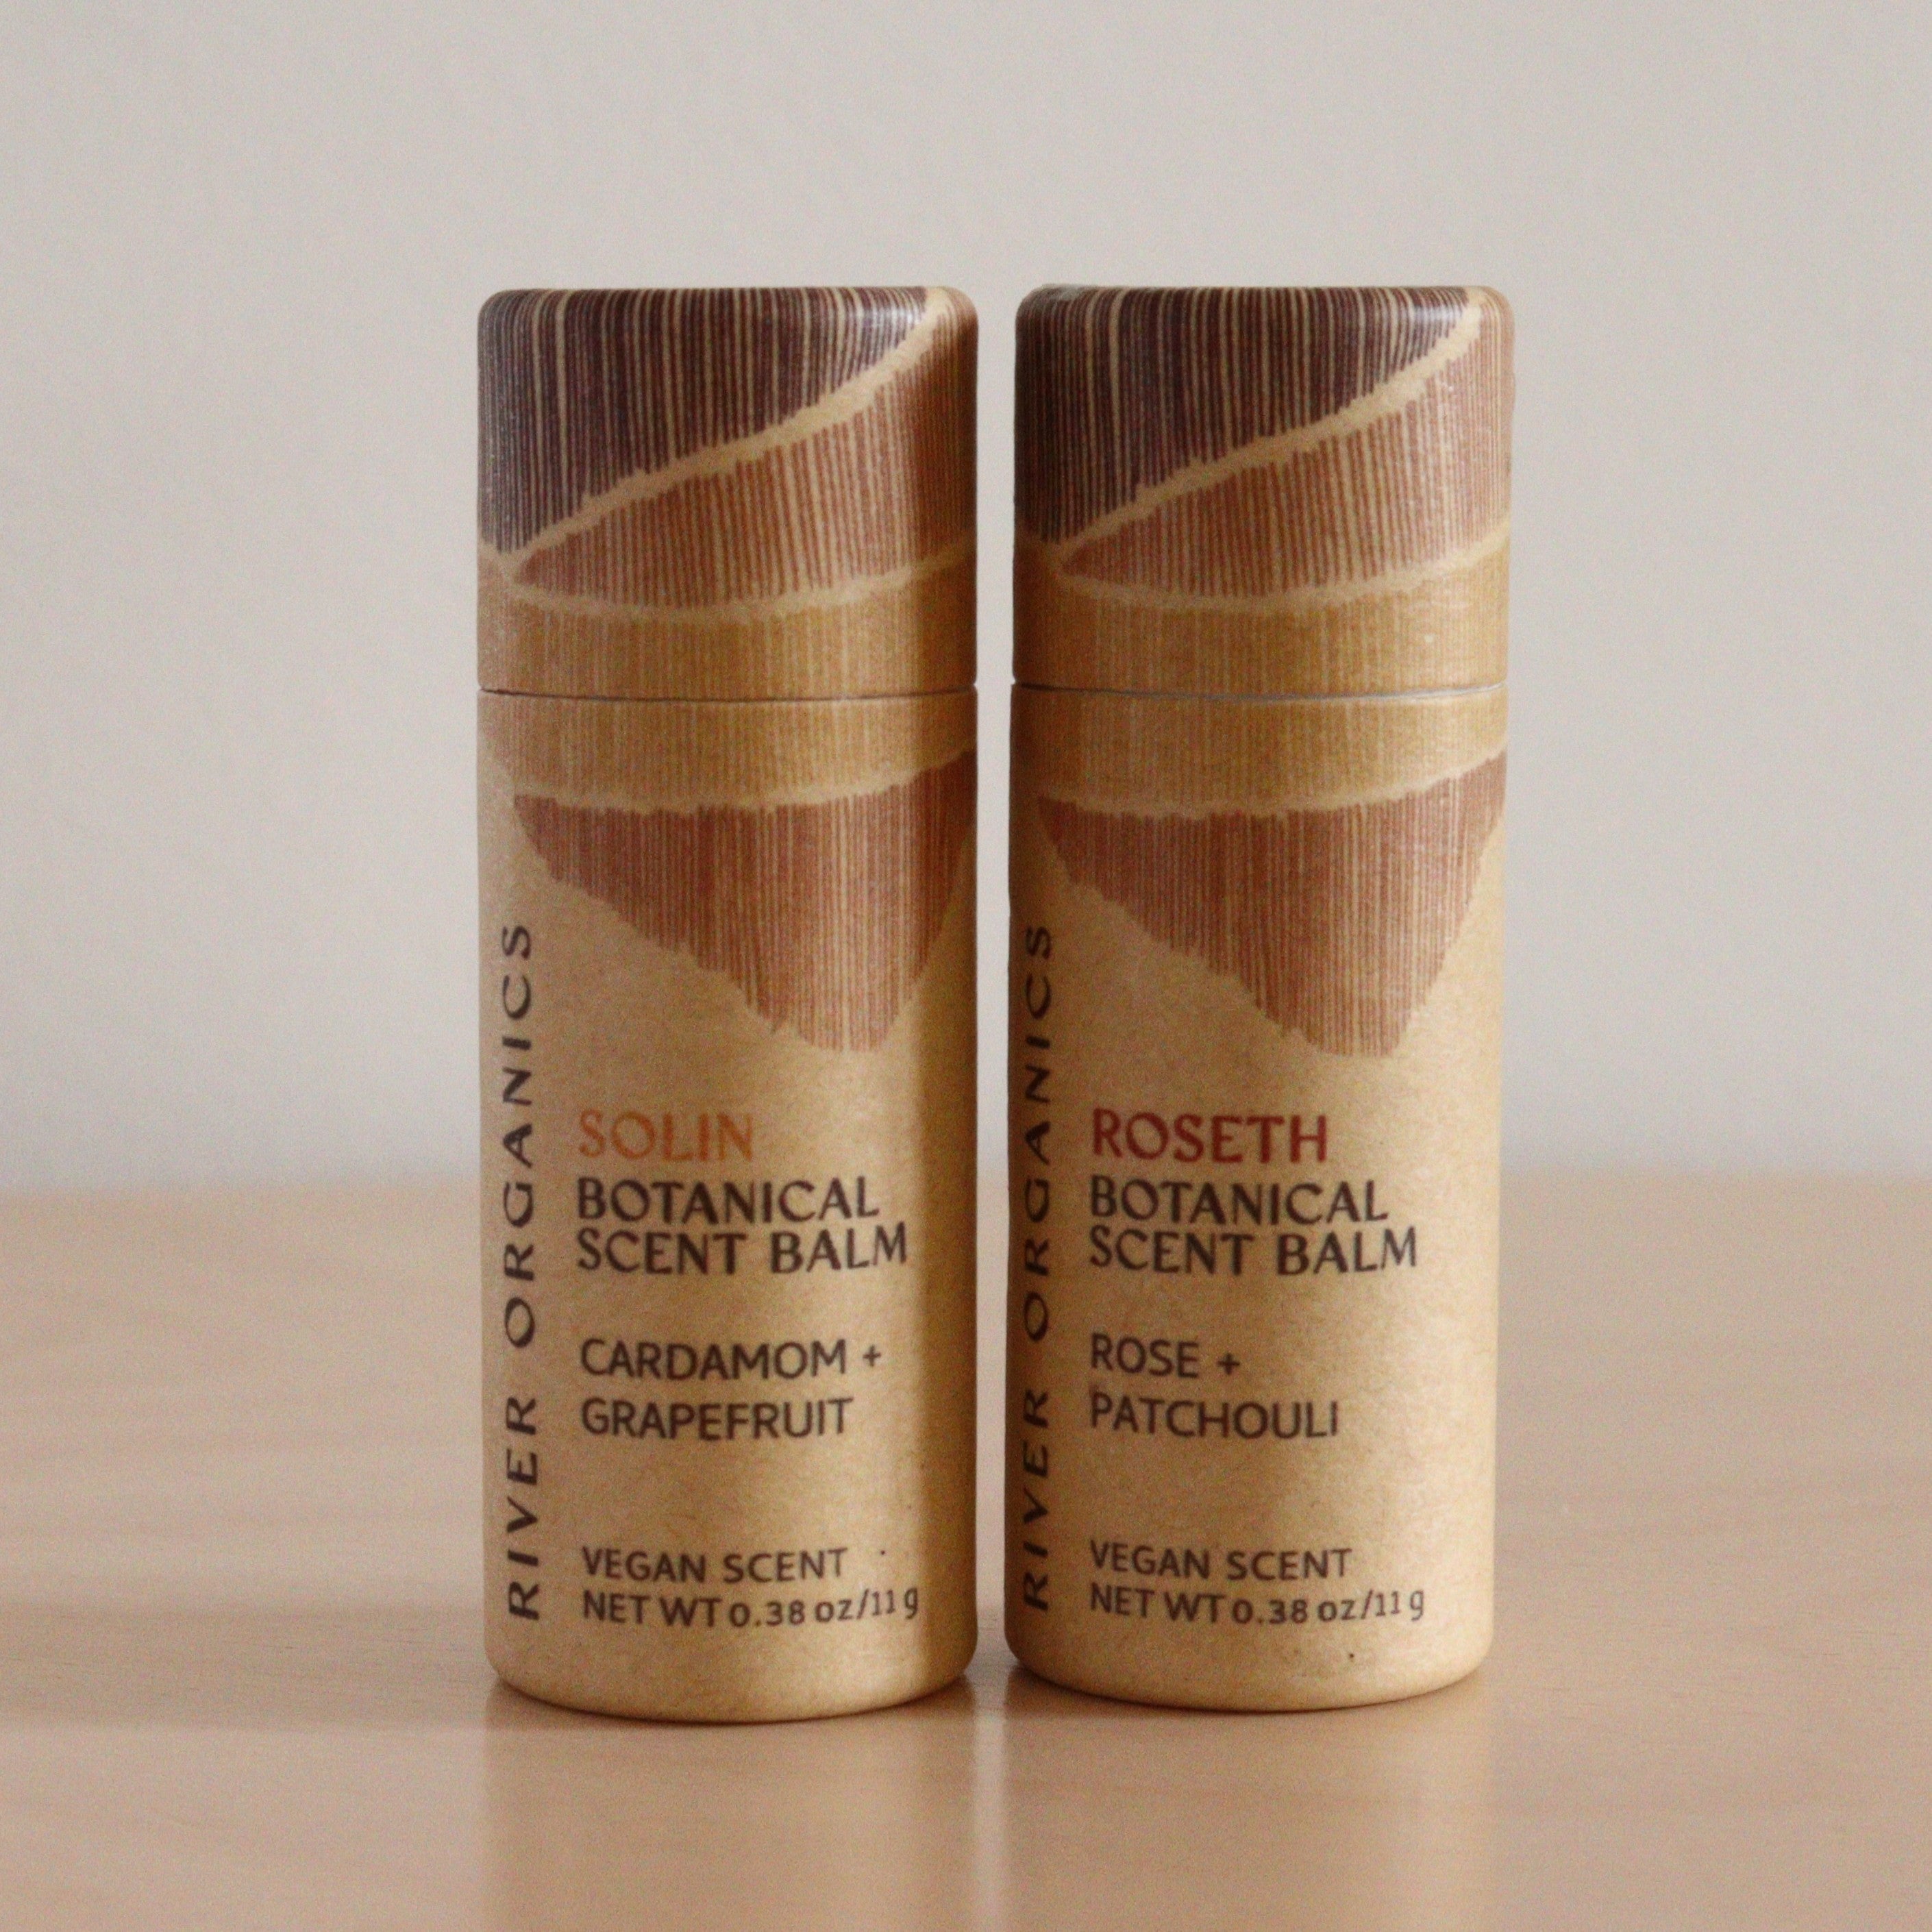 RIVER ORGANICS
SOLIN
BOTANICAL
SCENT BALM
CARDAMOM +
GRAPEFRUIT
VEGAN SCENT
NET WT 0.38 oz/11 g
RIVER ORGANICS
ROSETH
BOTANICAL
SCENT BALM
ROSE +
PATCHOULI
VEGAN SCENT
NET WT 0.38 oz/11 g